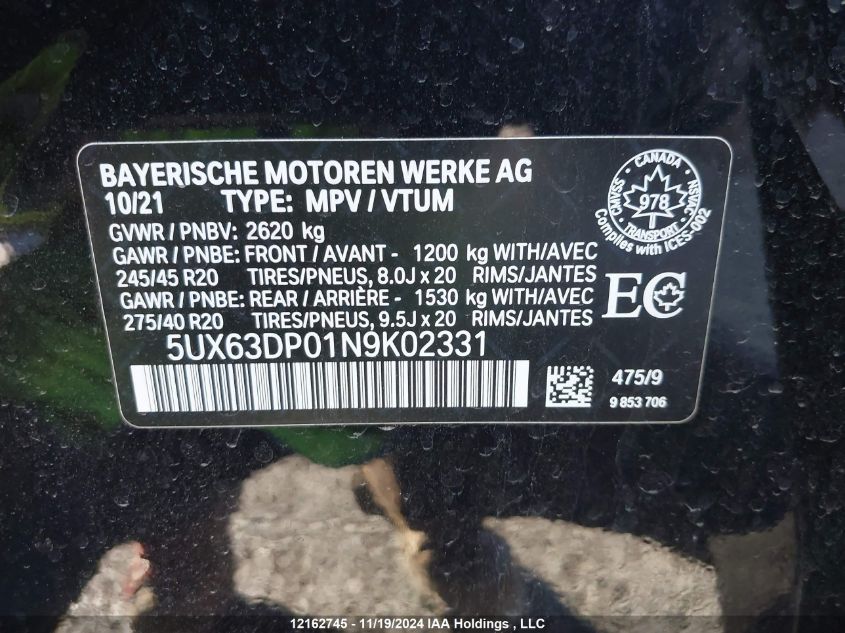 BAYERISCHE MOTOREN WERKE AG
10/21 TYPE: MPV / VTUM
GVWR / PNBV: 2620 kg
GAWR / PNBE: FRONT / AVANT - 1200 kg WITH/AVEC
245/45 R20 TIRES/PNEUS, 8.0J x 20 RIMS/JANTES
GAWR / PNBE: REAR / ARRIÈRE - 1530 kg WITH/AVEC
275/40 R20 TIRES/PNEUS, 9.5J x 20 RIMS/JANTES
5UX63DP01N9K02331
CANADA
CMVSS
978
NSVAC
TRANSPORT
Complies with ICES-002
EC
475/9
9 853 706
12162745 - 11/19/2024 IAA Holdings , LLC